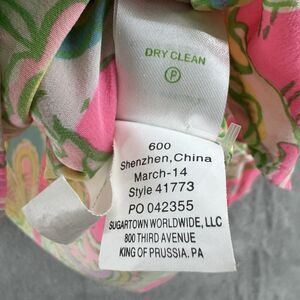 DRY CLEAN
P
600
Shenzhen,China
March-14
Style 41773
PO 042355
SUGARTOWN WORLDWIDE, LLC
800 THIRD AVENUE
KING OF PRUSSIA. PA